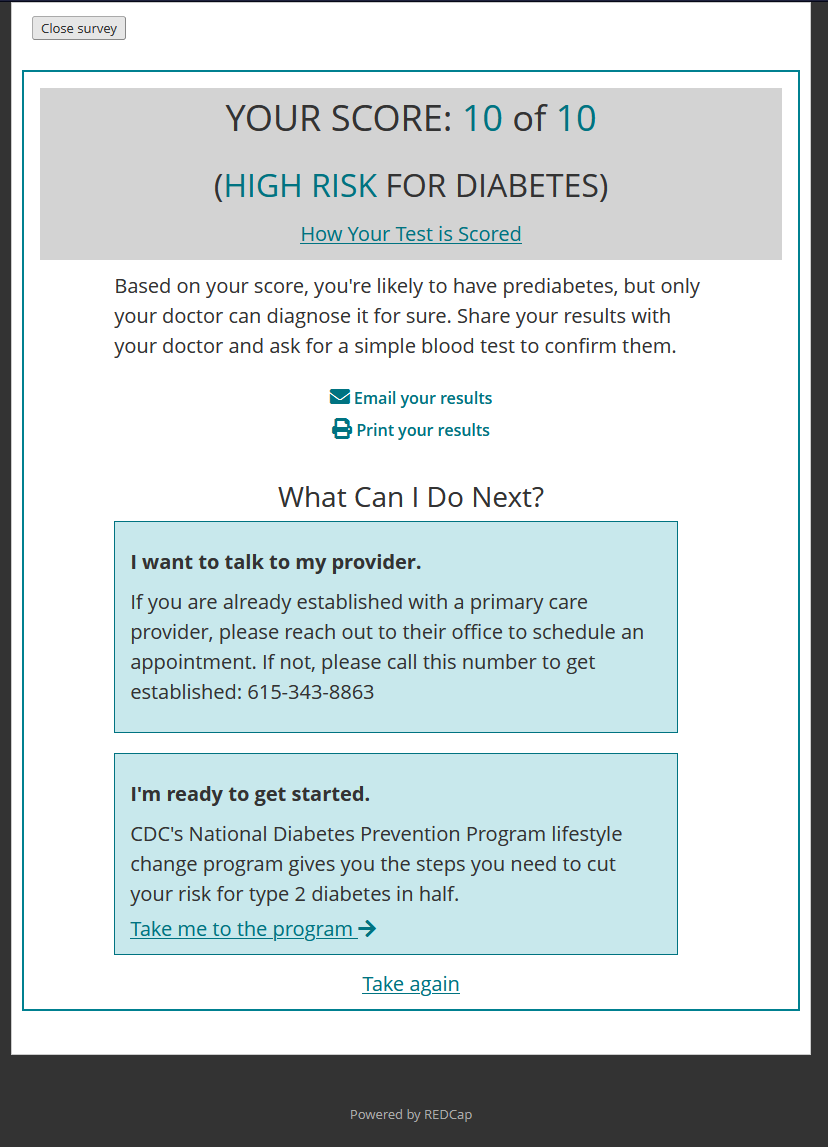 Close survey
YOUR SCORE: 10 of 10
(HIGH RISK FOR DIABETES)
How Your Test is Scored
Based on your score, you're likely to have prediabetes, but only
your doctor can diagnose it for sure. Share your results with
your doctor and ask for a simple blood test to confirm them.
Email your results
Print your results
What Can I Do Next?
I want to talk to my provider.
If you are already established with a primary care
provider, please reach out to their office to schedule an
appointment. If not, please call this number to get
established: 615-343-8863
I'm ready to get started.
CDC's National Diabetes Prevention Program lifestyle
change program gives you the steps you need to cut
your risk for type 2 diabetes in half.
Take me to the program
Take again
Powered by REDCap